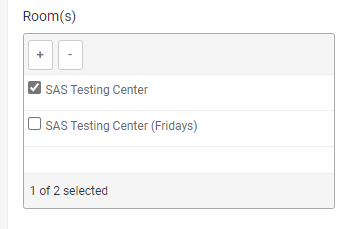 Room(s)
+ -
SAS Testing Center
SAS Testing Center (Fridays)
1 of 2 selected